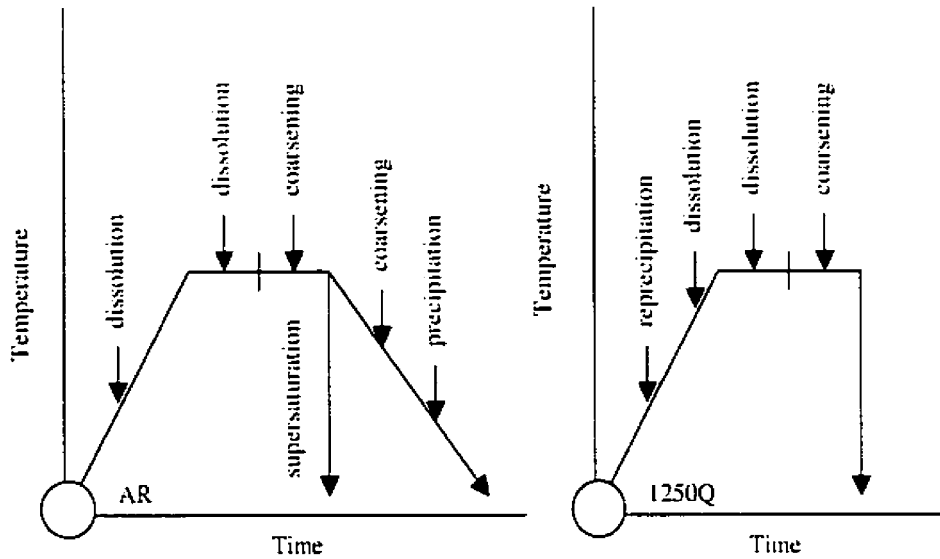 Temperature
dissolution
dissolution
coarsening
supersaturation
coarsening
precipitation
AR
Time
Temperature
reprecipitation
dissolution
dissolution
coarsening
1250Q
Time